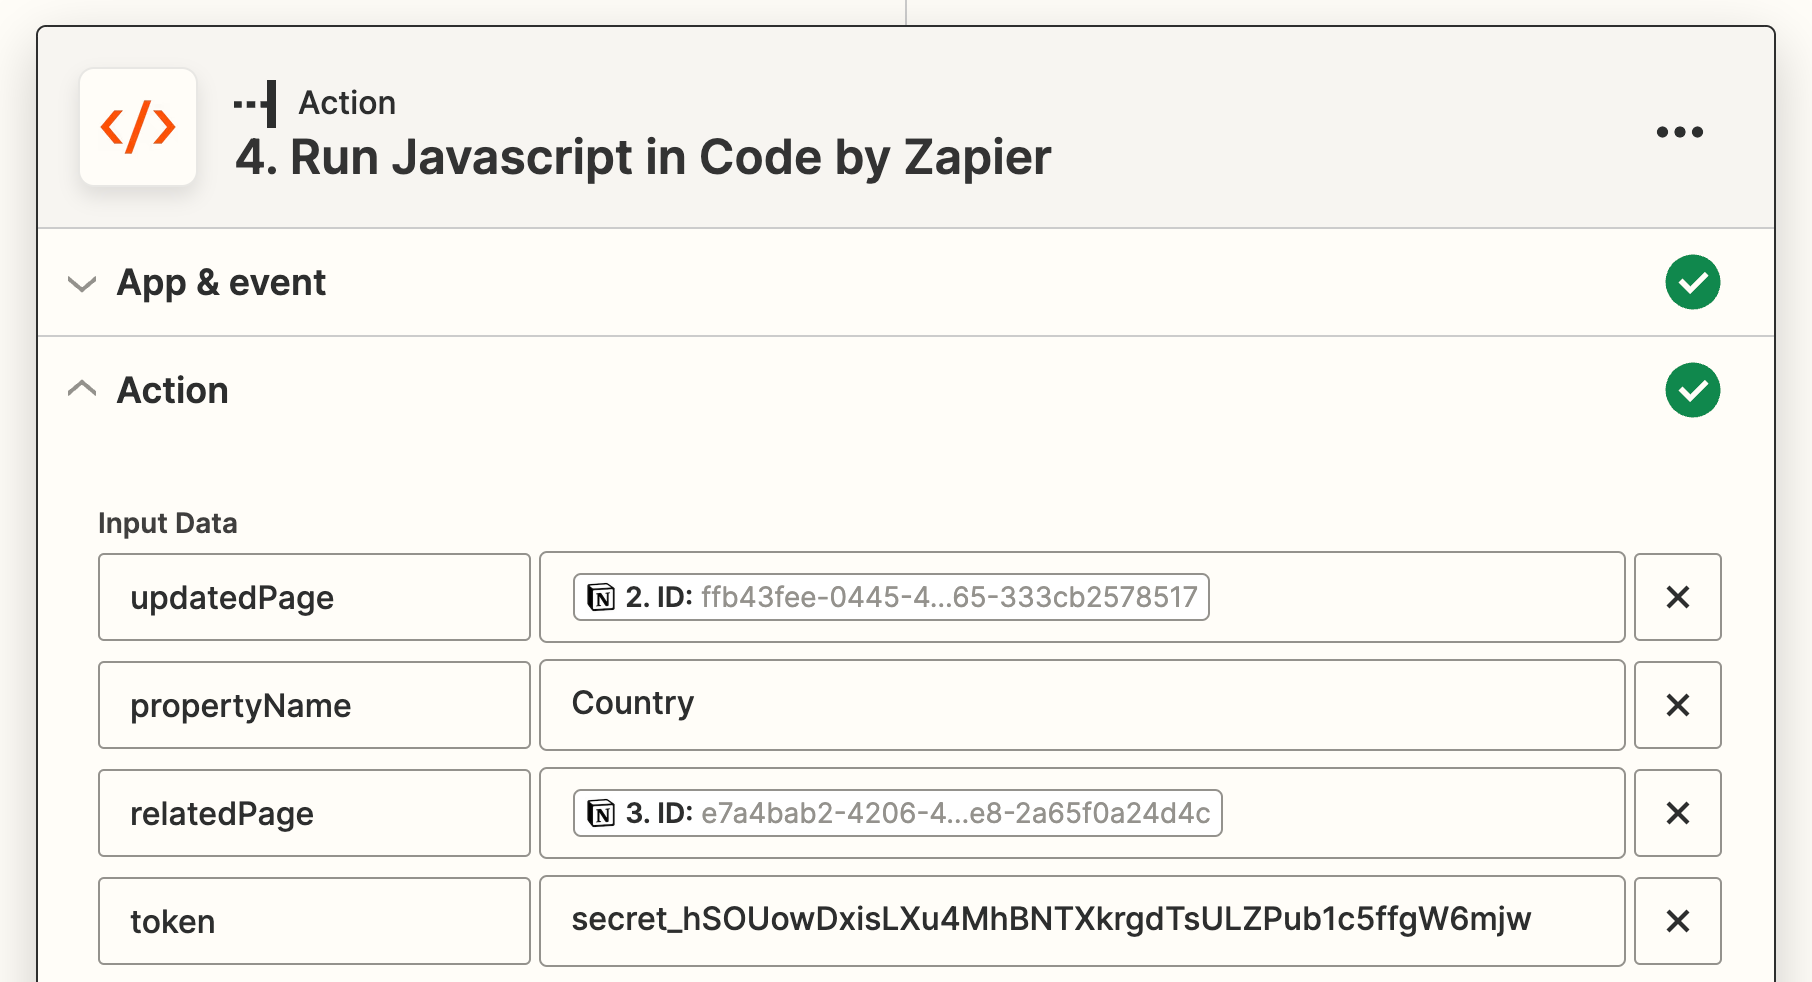 Action
4. Run Javascript in Code by Zapier
App & event
Action
Input Data
updatedPage
2. ID: ffb43fee-0445-4...65-333cb2578517
propertyName
Country
relatedPage
3. ID: e7a4bab2-4206-4...e8-2a65f0a24d4c
token
secret_hSOUowDxisLXu4MhBNTXkrgdTsULZPub1c5ffgW6mjw